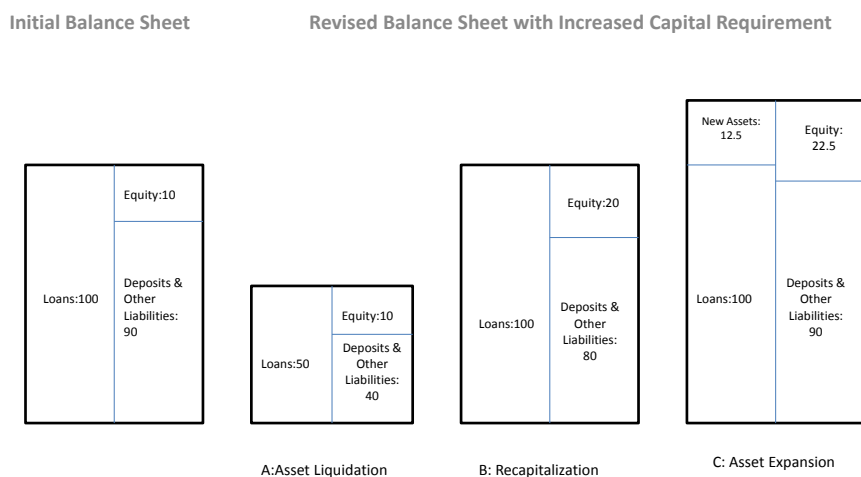 Initial Balance Sheet
Revised Balance Sheet with Increased Capital Requirement
Loans:100
Equity:10
Deposits &
Other
Liabilities:
90
Loans:50
Equity:10
Deposits &
Other
Liabilities:
40
A:Asset Liquidation
Loans:100
Equity:20
Deposits &
Other
Liabilities:
80
B: Recapitalization
New Assets:
12.5
Equity:
22.5
Loans:100
Deposits &
Other
Liabilities:
90
C: Asset Expansion